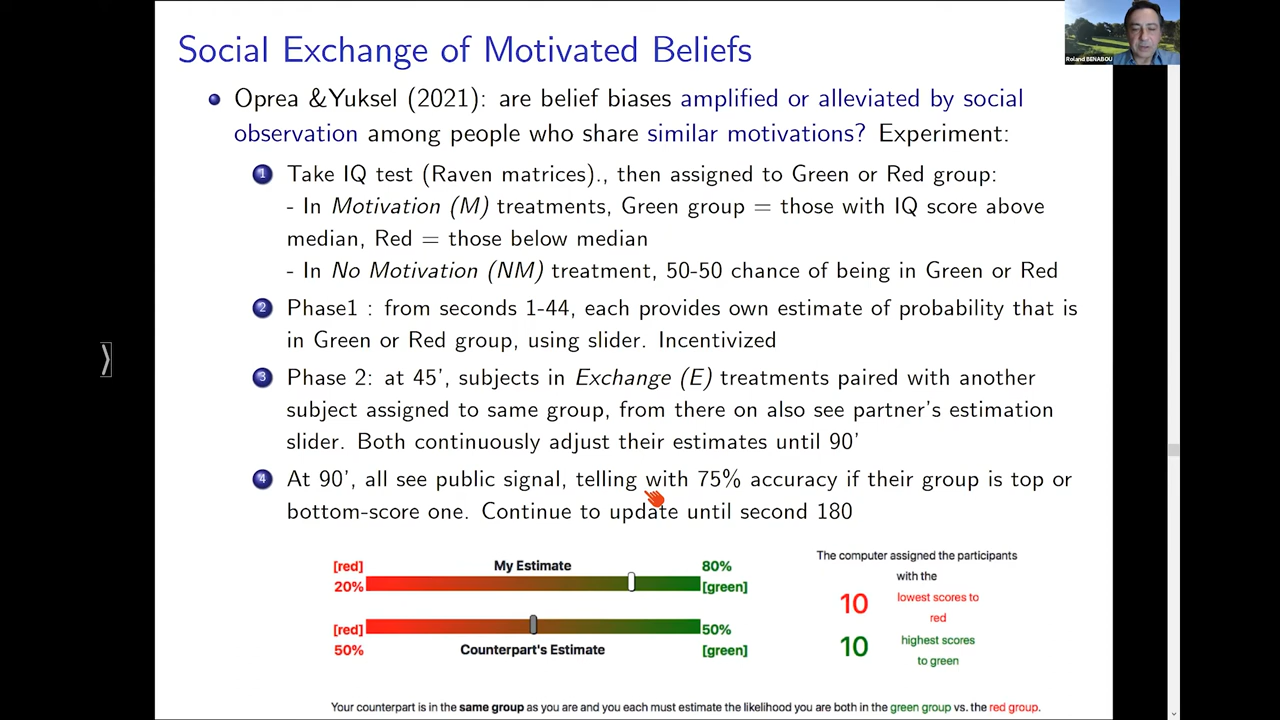 Social Exchange of Motivated Beliefs
Roland BENABOU
Oprea &Yuksel (2021): are belief biases amplified or alleviated by social
observation among people who share similar motivations? Experiment:
1 Take IQ test (Raven matrices)., then assigned to Green or Red group:
- In Motivation (M) treatments, Green group = those with IQ score above
median, Red = those below median
- In No Motivation (NM) treatment, 50-50 chance of being in Green or Red
2 Phase1 : from seconds 1-44, each provides own estimate of probability that is
in Green or Red group, using slider. Incentivized
3 Phase 2: at 45', subjects in Exchange (E) treatments paired with another
subject assigned to same group, from there on also see partner's estimation
slider. Both continuously adjust their estimates until 90'
4 At 90', all see public signal, telling with 75% accuracy if their group is top or
bottom-score one. Continue to update until second 180
[red] My Estimate 80%
20% [green]
[red] 50%
50% Counterpart's Estimate [green]
The computer assigned the participants
with the
10 lowest scores to
red
10 highest scores
to green
Your counterpart is in the same group as you are and you each must estimate the likelihood you are both in the green group vs. the red group.